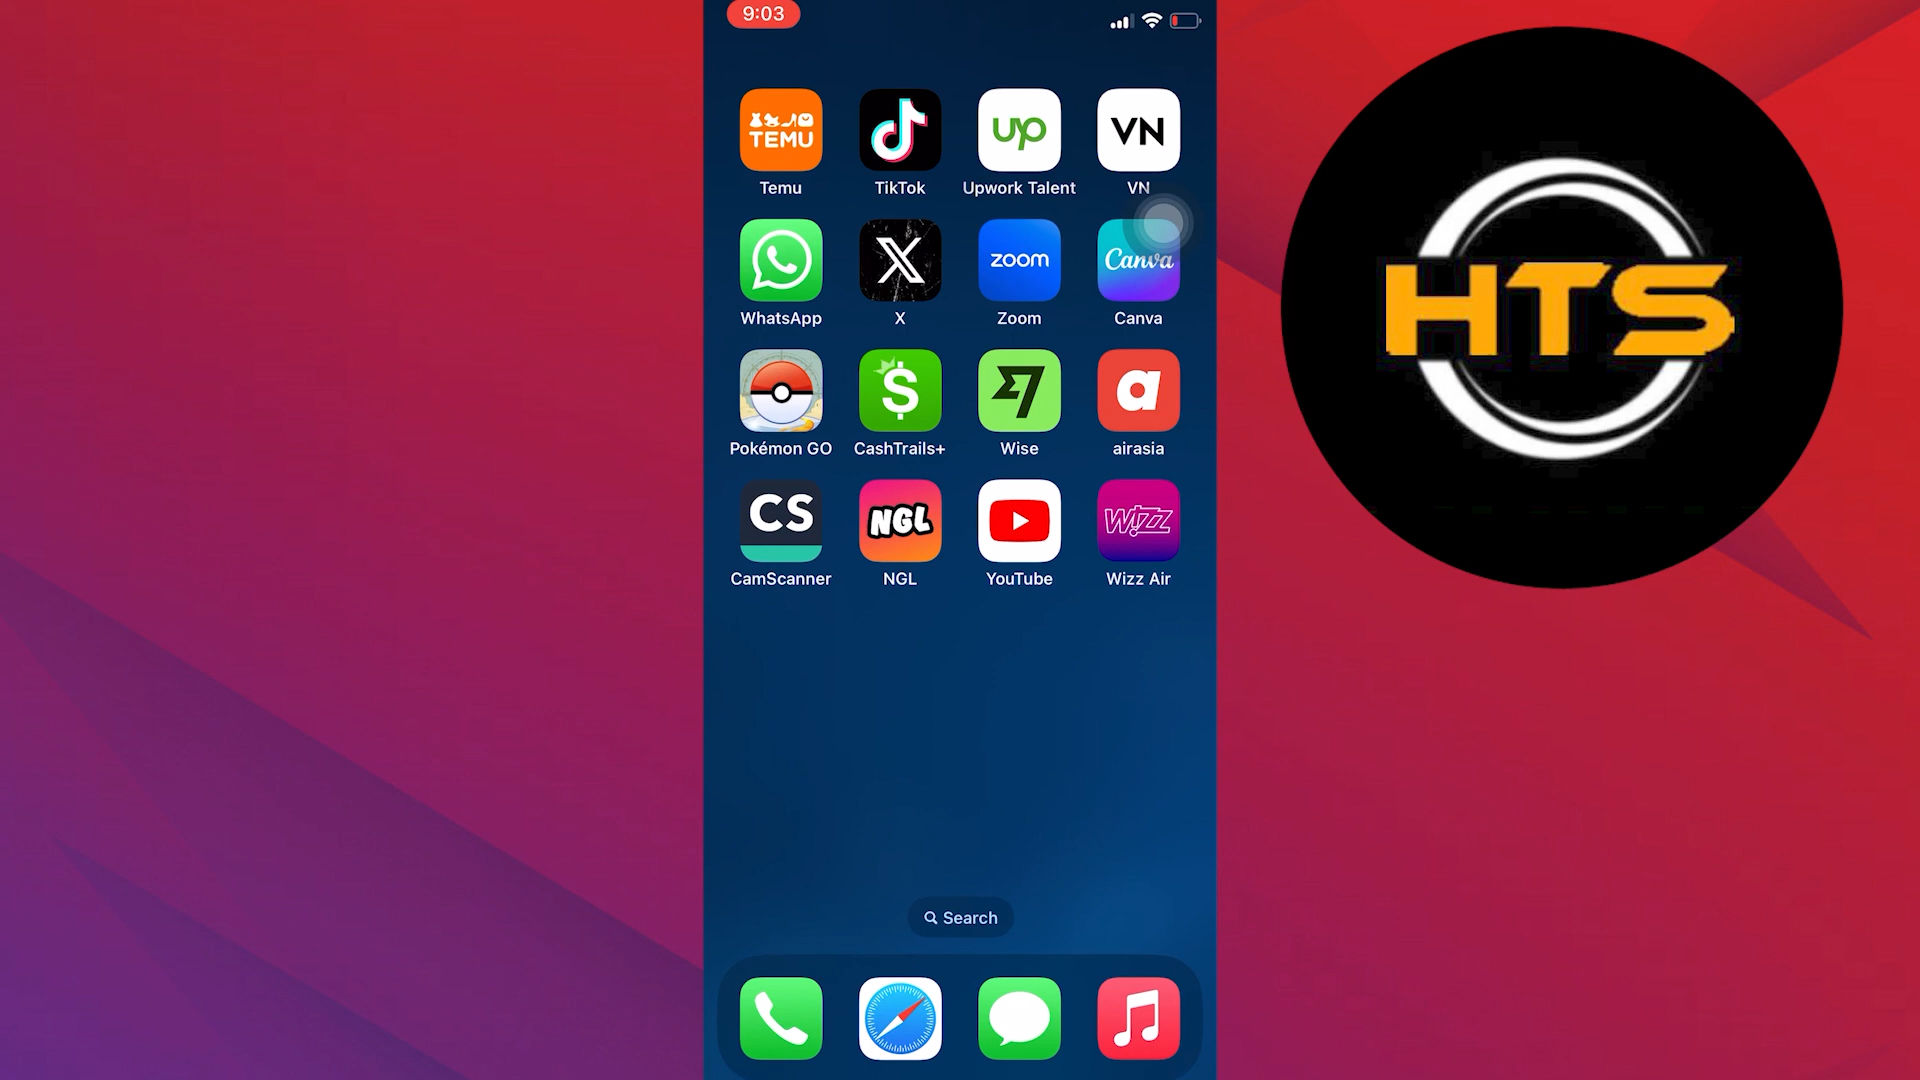 9:03
TEMU
up
VN
Temu
TikTok
Upwork Talent
VN
X
zoom
Canva
WhatsApp
X
Zoom
Canva
$
a
Pokémon GO
CashTrails+
Wise
airasia
CS
NGL
WIZZ
CamScanner
NGL
YouTube
Wizz Air
Search
HTS